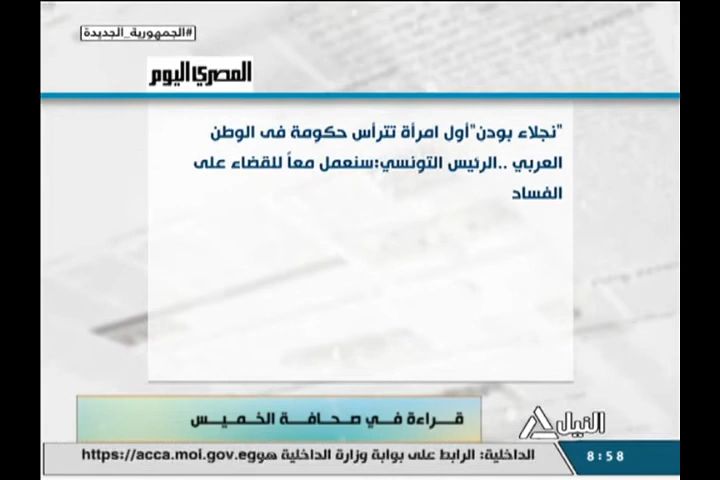 #الجمهورية_الجديدة
المصري اليوم
"نجلاء بودن"أول امرأة تترأس حكومة فى الوطن
العربي ..الرئيس التونسي:سنعمل معاً للقضاء على
الفساد
قراءة في صحافة الخميس
النيل
الداخلية: الرابط على بوابة وزارة الداخلية هوhttps://acca.moi.gov.eg
8:58